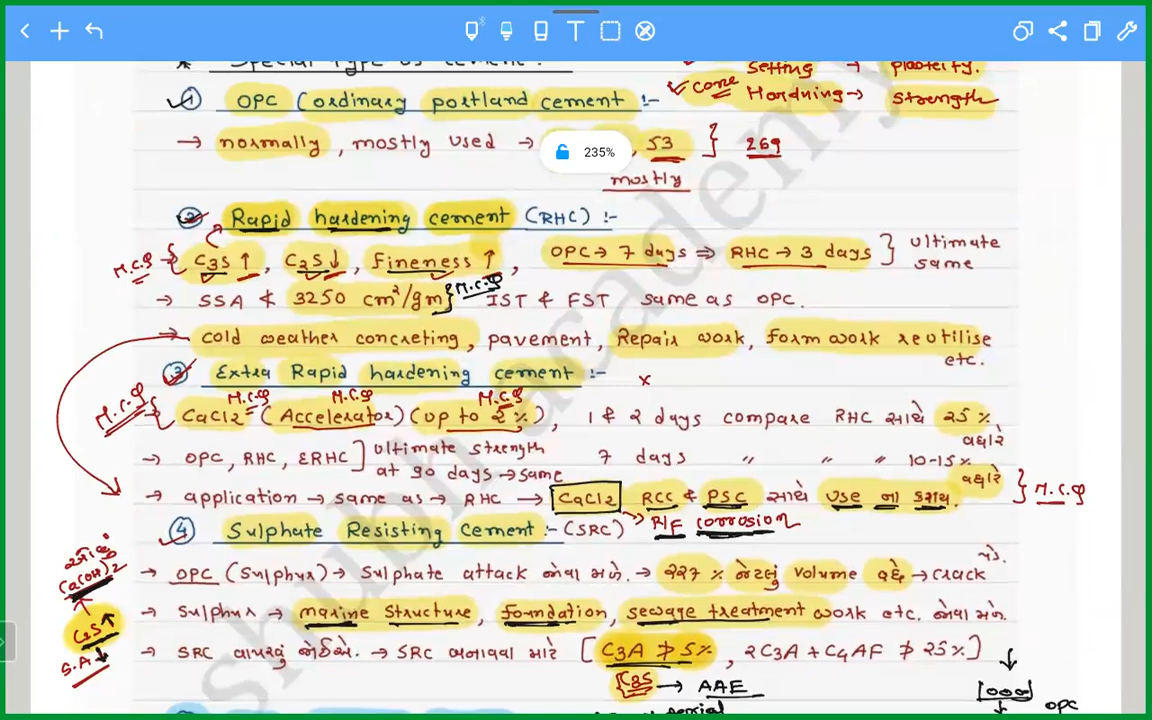 Special Type of cement :-
Setting → plasticity.
① OPC (ordinary portland cement :-
✓ Core Hardning → strength
→ normally, mostly used → , 53 } 269
235%
mostly
② Rapid hardening cement (RHC) :-
M.C.Q → { C3S ↑, C2S ↓, Fineness ↑, OPC → 7 days ⇒ RHC → 3 days } ultimate same
→ SSA ≮ 3250 cm²/gm } M.C.Q IST & FST same as OPC.
→ cold weather concreting, pavement, Repair work, form work reutilise etc.
③ Extra Rapid hardening cement :- x
M.C.Q M.C.Q M.C.Q
M.C.Q → { CaCl2 (Accelerator) (up to 2%), 1 & 2 days compare RHC સાથે 25% વધારે
→ OPC, RHC, ERHC ] ultimate strength at 90 days → same 7 days " " " 10-15% વધારે
→ application → same as → RHC → CaCl2 RCC & PSC સાથે use ના કરાય. } M.C.Q
→ R/F corrosion
④ Sulphate Resisting Cement :- (SRC)
Ca(OH)2
→ OPC (Sulphur) → Sulphate attack જોવા મળે. → 227 % જેટલું volume વધે → crack પડે.
C2S ↑
S.A ↓
→ Sulphur → marine structure, foundation, sewage treatment work etc. જોવા મળે
→ SRC વાપરવું જોઈએ. → SRC બનાવવા માટે [ C3A ≯ 5%, 2C3A + C4AF ≯ 25% ]
{C3S → AAE
OPC
shubh academy